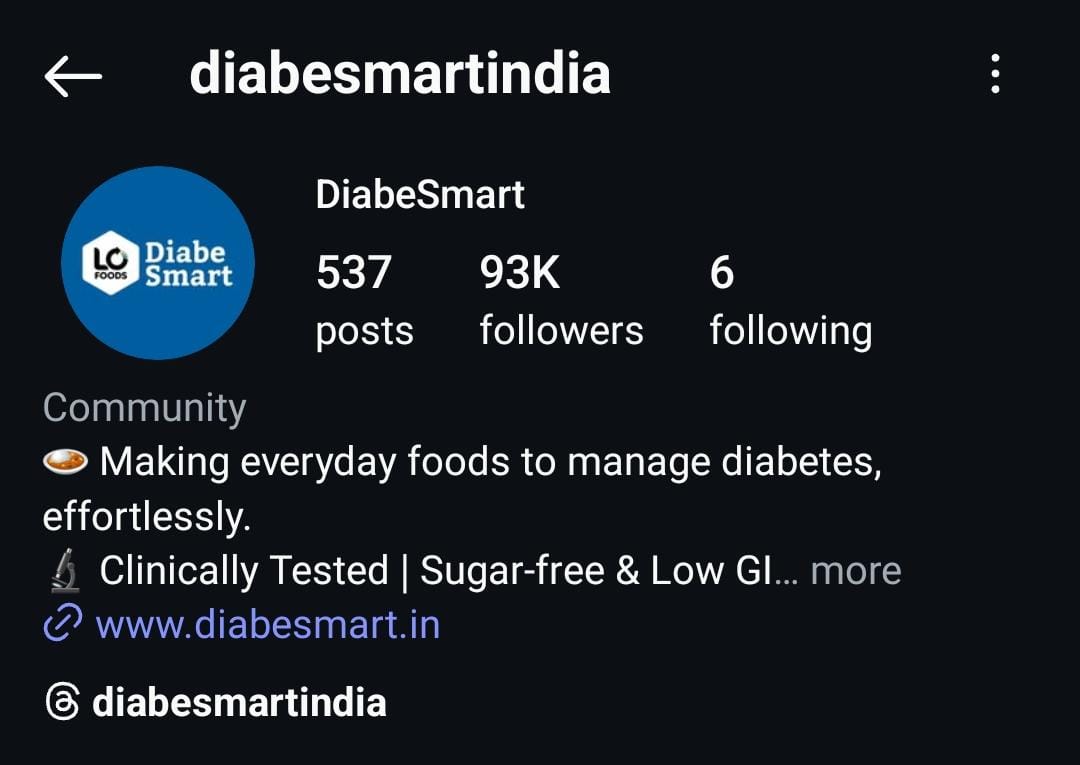 diabesmartindia
LO
FOODS
Diabe
Smart
DiabeSmart
537 93K 6
posts followers following
Community
🍛 Making everyday foods to manage diabetes,
effortlessly.
🔬 Clinically Tested | Sugar-free & Low GI... more
www.diabesmart.in
diabesmartindia